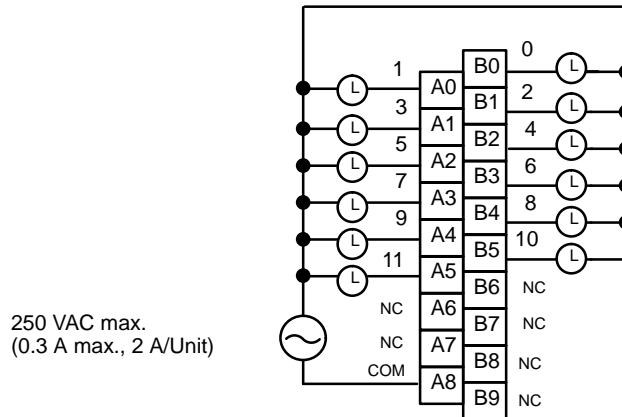 0
B0
L
1
L
A0
2
B1
L
3
L
A1
4
B2
L
5
L
A2
6
B3
L
7
L
A3
8
B4
L
9
L
A4
10
B5
L
11
L
A5
B6
NC
NC
A6
B7
NC
250 VAC max.
(0.3 A max., 2 A/Unit)
NC
A7
B8
NC
COM
A8
B9
NC